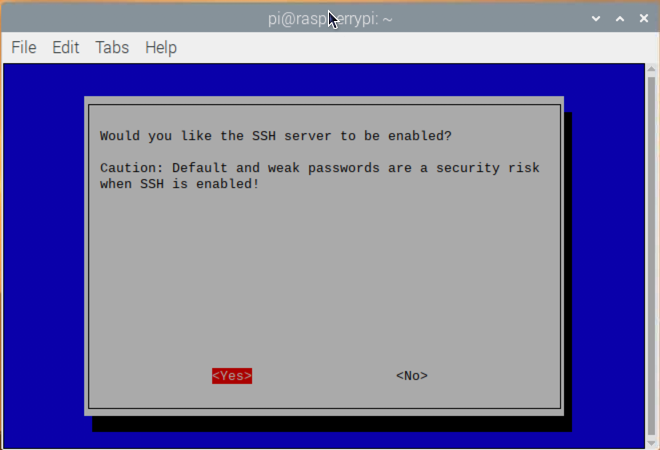 pi@raspberrypi: ~
File Edit Tabs Help
Would you like the SSH server to be enabled?
Caution: Default and weak passwords are a security risk
when SSH is enabled!
<Yes> <No>